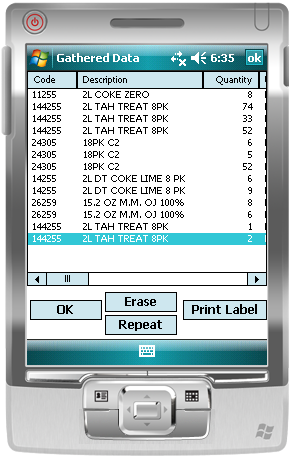 Gathered Data 6:35 ok
Code Description Quantity
11255 2L COKE ZERO 8
144255 2L TAH TREAT 8PK 74
144255 2L TAH TREAT 8PK 33
144255 2L TAH TREAT 8PK 52
24305 18PK C2 6
24305 18PK C2 5
24305 18PK C2 52
14255 2L DT COKE LIME 8 PK 6
14255 2L DT COKE LIME 8 PK 9
26259 15.2 OZ M.M. OJ 100% 8
26259 15.2 OZ M.M. OJ 100% 6
144255 2L TAH TREAT 8PK 1
144255 2L TAH TREAT 8PK 2
OK
Erase
Repeat
Print Label